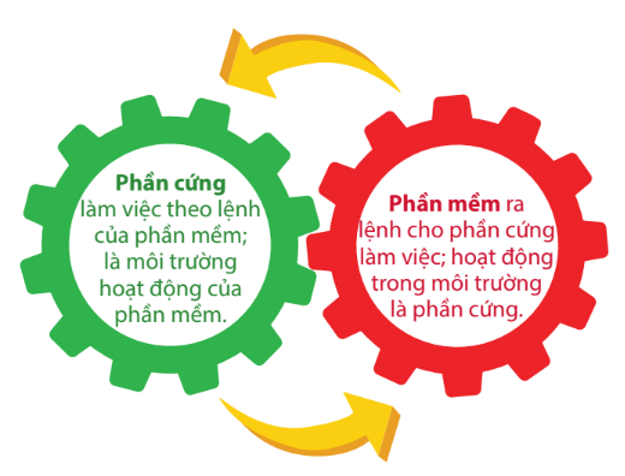 Phần cứng
làm việc theo lệnh
của phần mềm;
là môi trường
hoạt động của
phần mềm.
Phần mềm ra
lệnh cho phần cứng
làm việc; hoạt động
trong môi trường
là phần cứng.